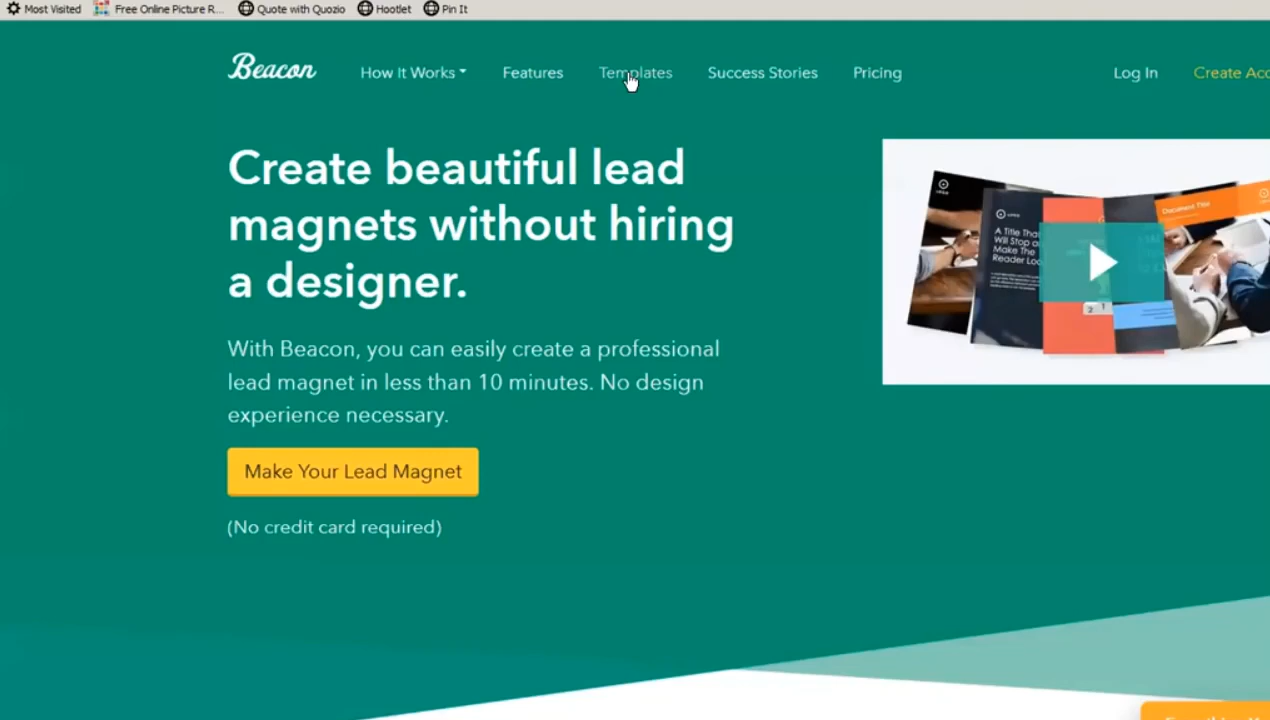 Most Visited Free Online Picture R... Quote with Quozio Hootlet Pin It
Beacon How It Works Features Templates Success Stories Pricing Log In Create Acc
Create beautiful lead
magnets without hiring
a designer.
With Beacon, you can easily create a professional
lead magnet in less than 10 minutes. No design
experience necessary.
Make Your Lead Magnet
(No credit card required)
A Title Tha
Will Stop a
Make The
Reader Loo
Document Title
2 1